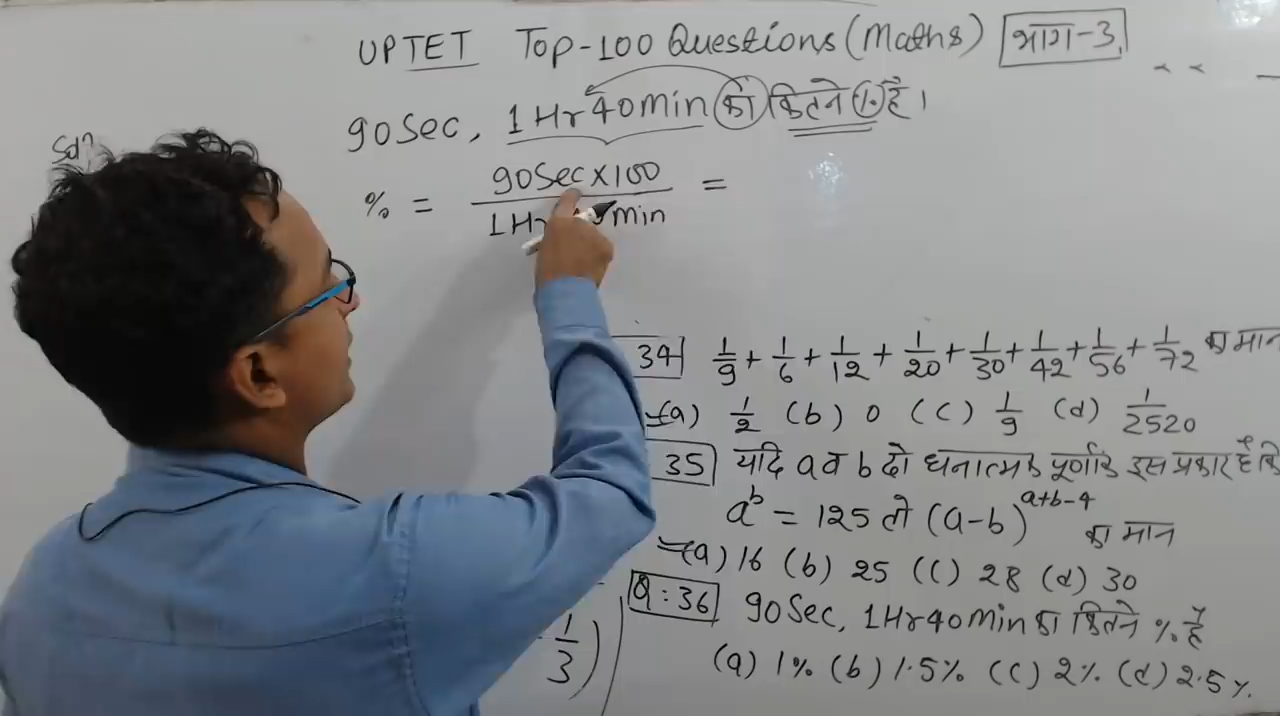 UPTET Top-100 Questions (Maths) भाग-3
90Sec, 1Hr 40min का कितने % है।
% = 90Sec×100 / 1Hr 40min =
34 1/9 + 1/6 + 1/12 + 1/20 + 1/30 + 1/42 + 1/56 + 1/72 का मान
(a) 1/2 (b) 0 (c) 1/9 (d) 1/2520
35 यदि a व b दो धनात्मक पूर्णांक इस प्रकार है कि
a^b = 125 तो (a-b)^(a+b-4) का मान
(a) 16 (b) 25 (c) 28 (d) 30
Q:36 90Sec, 1Hr40min का कितने % है
(a) 1% (b) 1.5% (c) 2% (d) 2.5%
1/3)